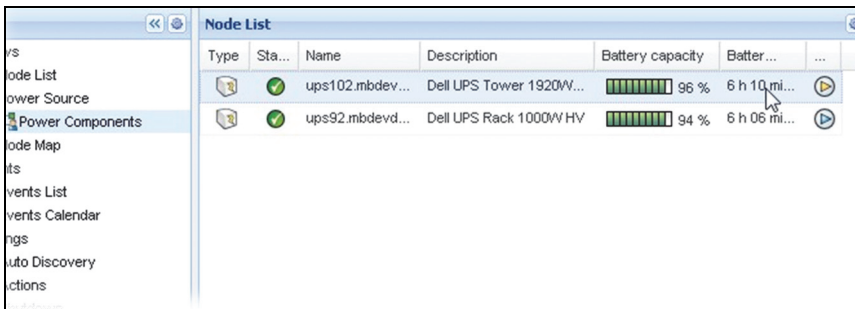 Node List
Type Sta... Name Description Battery capacity Batter... ...
ups102.mbdev... Dell UPS Tower 1920W... 96 % 6 h 10 mi...
ups92.mbdevd... Dell UPS Rack 1000W HV 94 % 6 h 06 mi...
ode List
ower Source
Power Components
ode Map
vents List
vents Calendar
ngs
uto Discovery
ctions